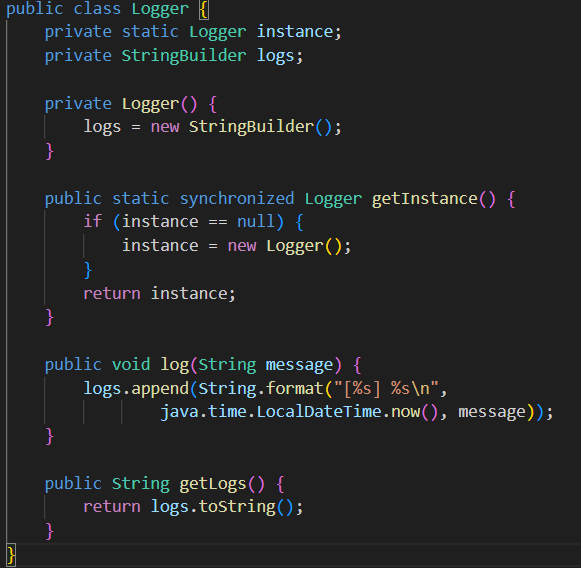 public class Logger {
    private static Logger instance;
    private StringBuilder logs;

    private Logger() {
        logs = new StringBuilder();
    }

    public static synchronized Logger getInstance() {
        if (instance == null) {
            instance = new Logger();
        }
        return instance;
    }

    public void log(String message) {
        logs.append(String.format("[%s] %s\n",
                java.time.LocalDateTime.now(), message));
    }

    public String getLogs() {
        return logs.toString();
    }
}